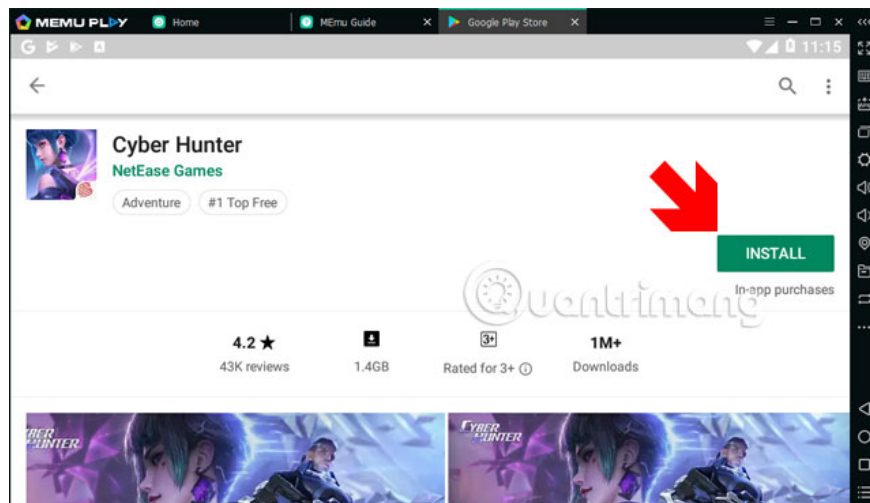 MEMU PLAY Home MEmu Guide Google Play Store
11:15
Cyber Hunter
NetEase Games
Adventure #1 Top Free
INSTALL
In-app purchases
Quantrimang
4.2★ 3+ 1M+
43K reviews 1.4GB Rated for 3+ Downloads
CYBER HUNTER
CYBER HUNTER